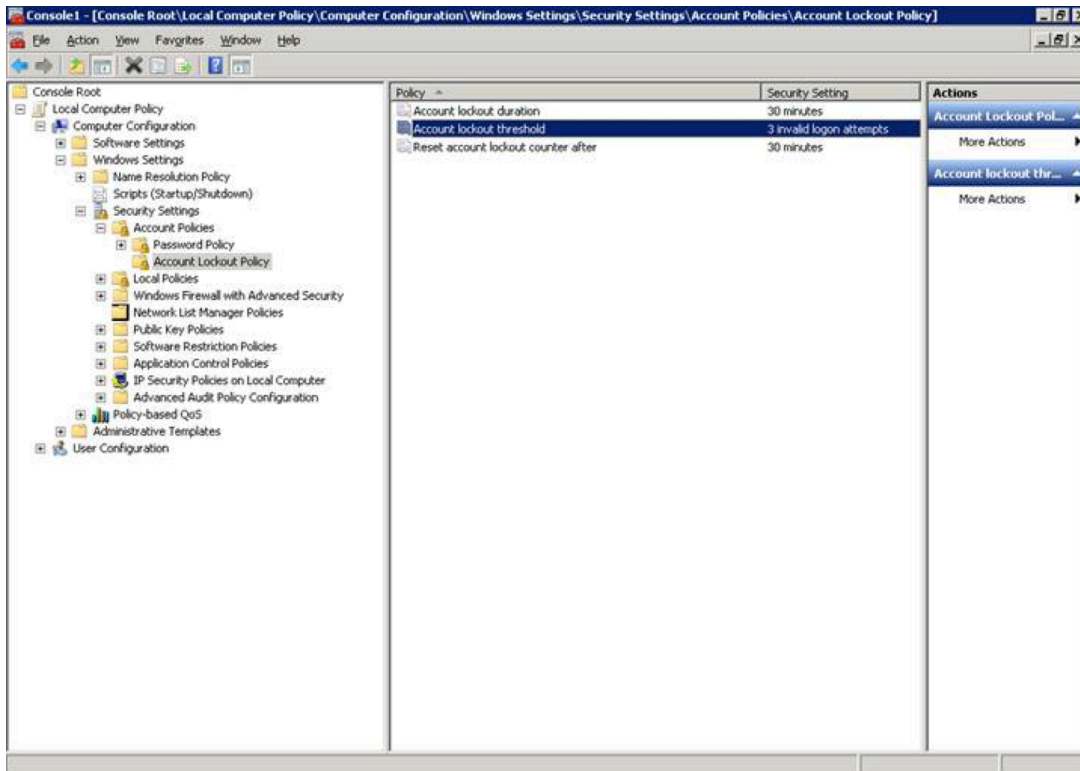 Console1 - [Console Root\Local Computer Policy\Computer Configuration\Windows Settings\Security Settings\Account Policies\Account Lockout Policy]
File Action View Favorites Window Help
Console Root
Local Computer Policy
Computer Configuration
Software Settings
Windows Settings
Name Resolution Policy
Scripts (Startup/Shutdown)
Security Settings
Account Policies
Password Policy
Account Lockout Policy
Local Policies
Windows Firewall with Advanced Security
Network List Manager Policies
Public Key Policies
Software Restriction Policies
Application Control Policies
IP Security Policies on Local Computer
Advanced Audit Policy Configuration
Policy-based QoS
Administrative Templates
User Configuration
Policy Security Setting
Account lockout duration 30 minutes
Account lockout threshold 3 invalid logon attempts
Reset account lockout counter after 30 minutes
Actions
Account Lockout Pol...
More Actions
Account lockout thr...
More Actions